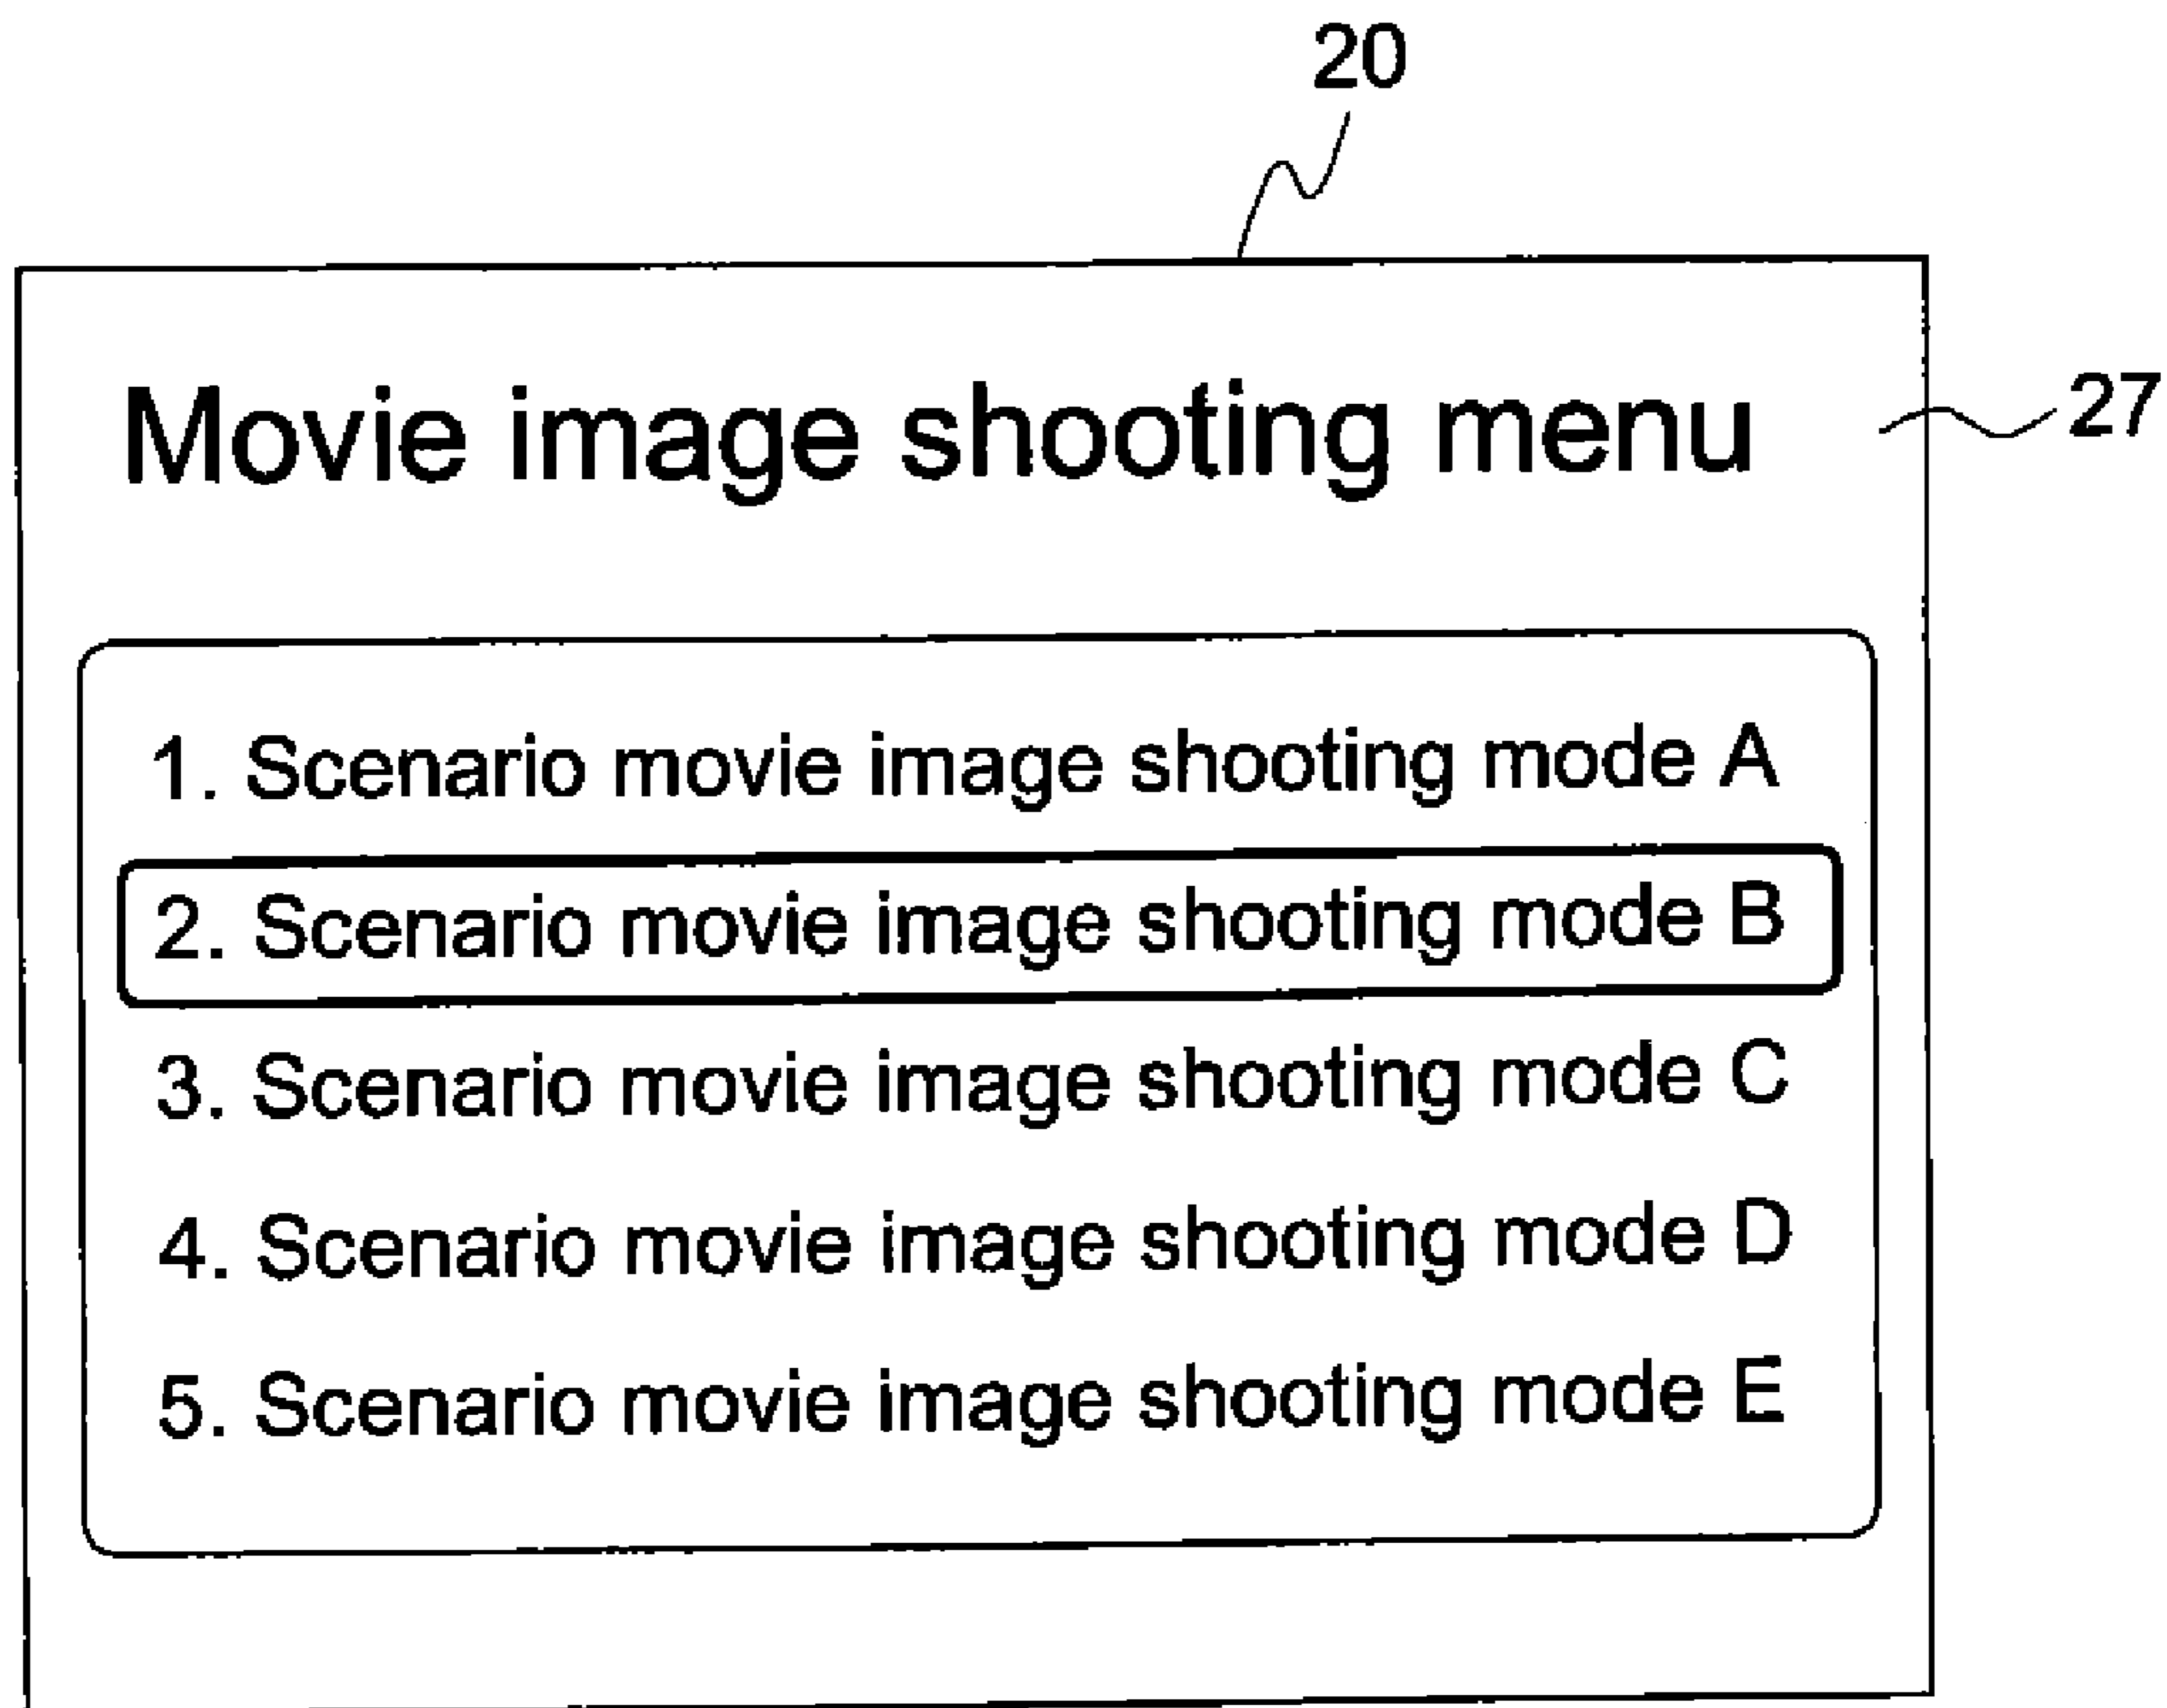 20
27
Movie image shooting menu
1. Scenario movie image shooting mode A
2. Scenario movie image shooting mode B
3. Scenario movie image shooting mode C
4. Scenario movie image shooting mode D
5. Scenario movie image shooting mode E